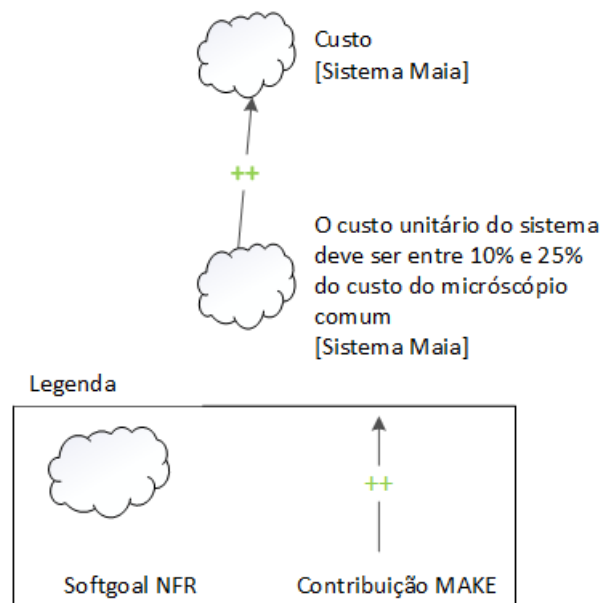 Custo
[Sistema Maia]
++
O custo unitário do sistema
deve ser entre 10% e 25%
do custo do micróscópio
comum
[Sistema Maia]
Legenda
++
Softgoal NFR
Contribuição MAKE